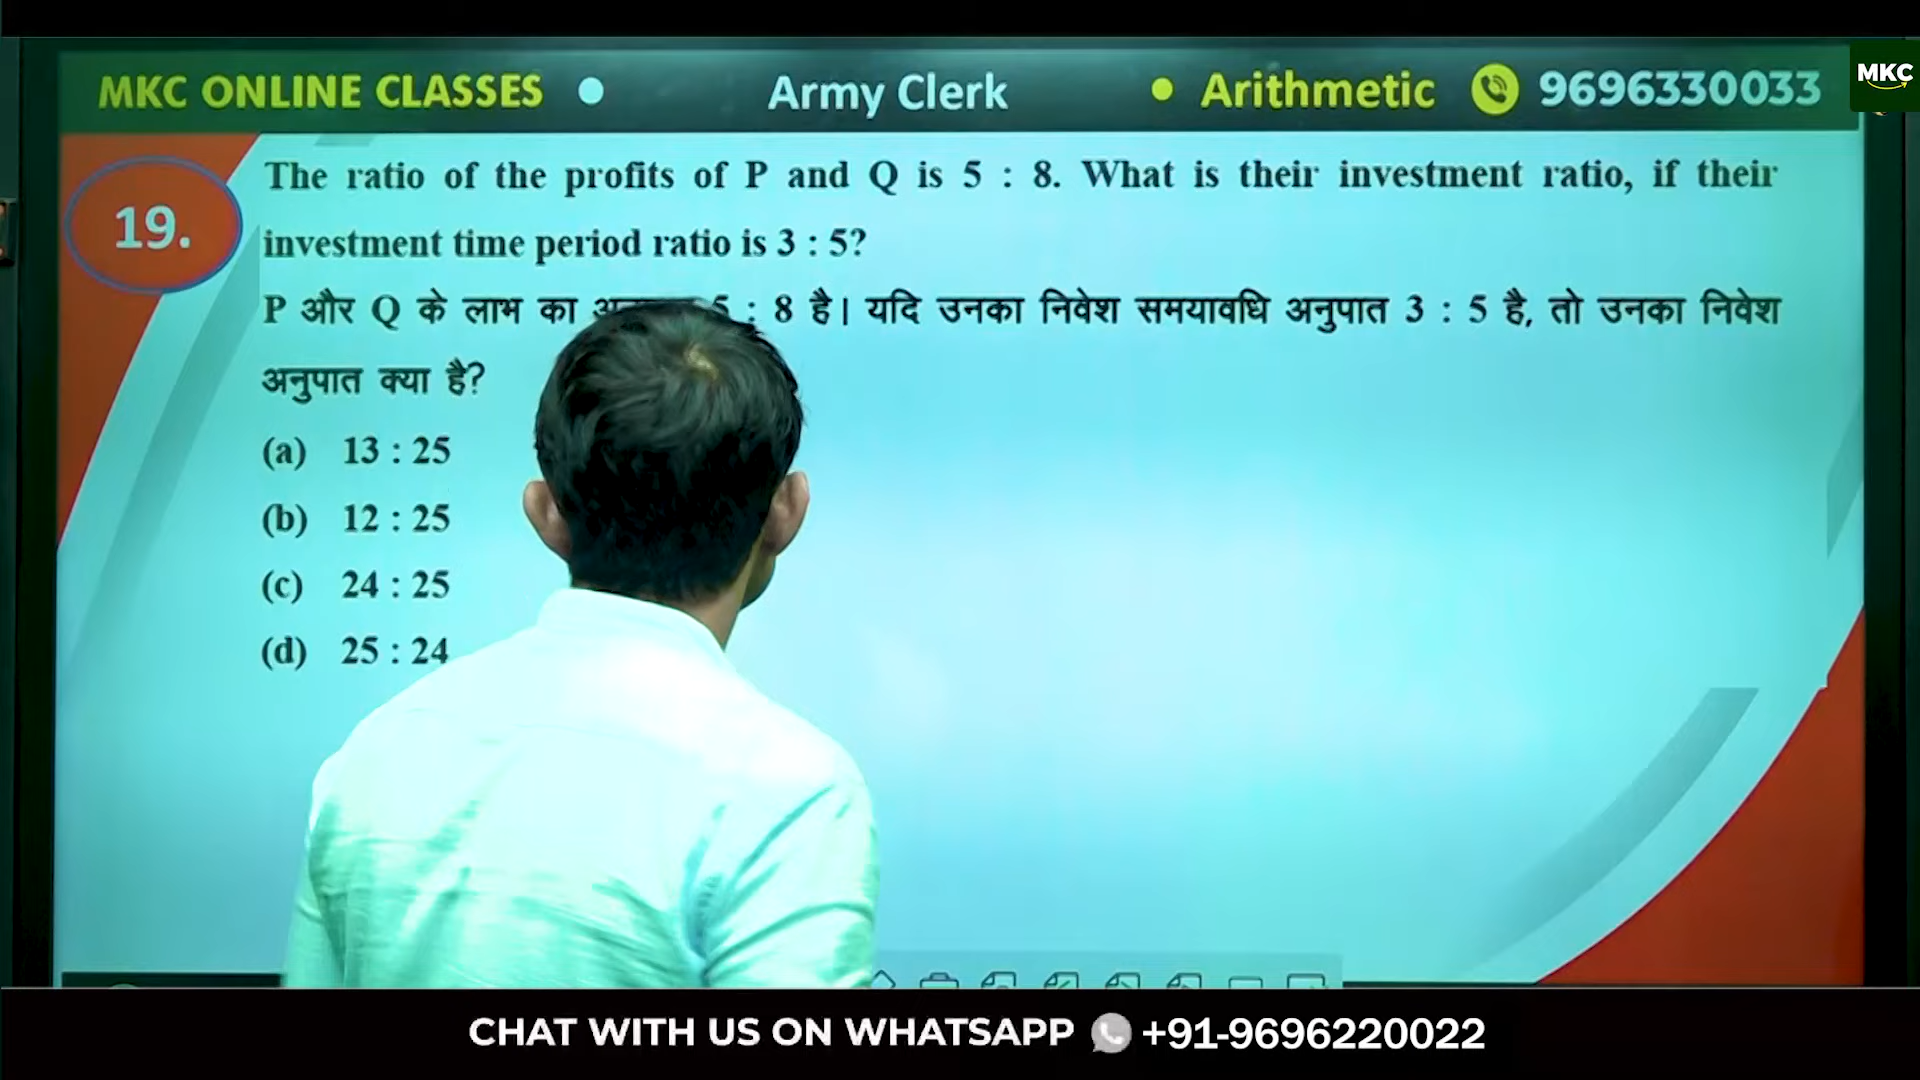 MKC ONLINE CLASSES • Army Clerk • Arithmetic 9696330033
MKC
19.
The ratio of the profits of P and Q is 5 : 8. What is their investment ratio, if their
investment time period ratio is 3 : 5?
P और Q के लाभ का 5 : 8 है। यदि उनका निवेश समयावधि अनुपात 3 : 5 है, तो उनका निवेश
अनुपात क्या है?
(a) 13 : 25
(b) 12 : 25
(c) 24 : 25
(d) 25 : 24
CHAT WITH US ON WHATSAPP +91-9696220022